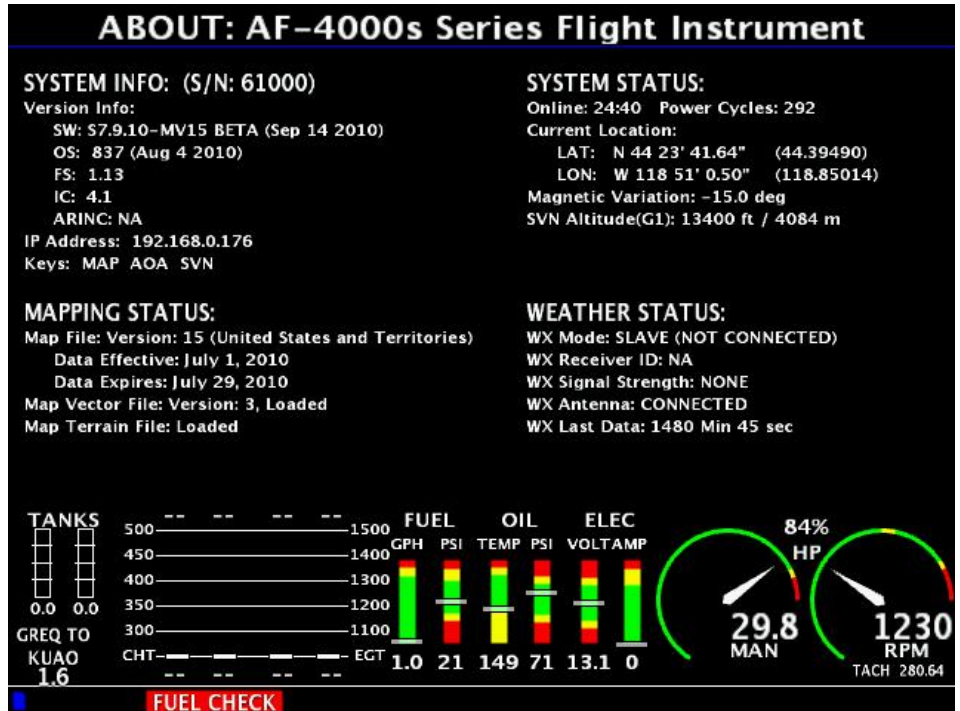 ABOUT: AF-4000s Series Flight Instrument
SYSTEM INFO: (S/N: 61000)
Version Info:
SW: S7.9.10-MV15 BETA (Sep 14 2010)
OS: 837 (Aug 4 2010)
FS: 1.13
IC: 4.1
ARINC: NA
IP Address: 192.168.0.176
Keys: MAP AOA SVN
SYSTEM STATUS:
Online: 24:40 Power Cycles: 292
Current Location:
LAT: N 44 23' 41.64" (44.39490)
LON: W 118 51' 0.50" (118.85014)
Magnetic Variation: -15.0 deg
SVN Altitude(G1): 13400 ft / 4084 m
MAPPING STATUS:
Map File: Version: 15 (United States and Territories)
Data Effective: July 1, 2010
Data Expires: July 29, 2010
Map Vector File: Version: 3, Loaded
Map Terrain File: Loaded
WEATHER STATUS:
WX Mode: SLAVE (NOT CONNECTED)
WX Receiver ID: NA
WX Signal Strength: NONE
WX Antenna: CONNECTED
WX Last Data: 1480 Min 45 sec
TANKS
0.0 0.0
GREQ TO
KUAO
1.6
-- -- -- --
500 1500
450 1400
400 1300
350 1200
300 1100
CHT EGT
-- -- -- --
FUEL OIL ELEC
GPH PSI TEMP PSI VOLT AMP
1.0 21 149 71 13.1 0
84%
HP
29.8
MAN
1230
RPM
TACH 280.64
FUEL CHECK